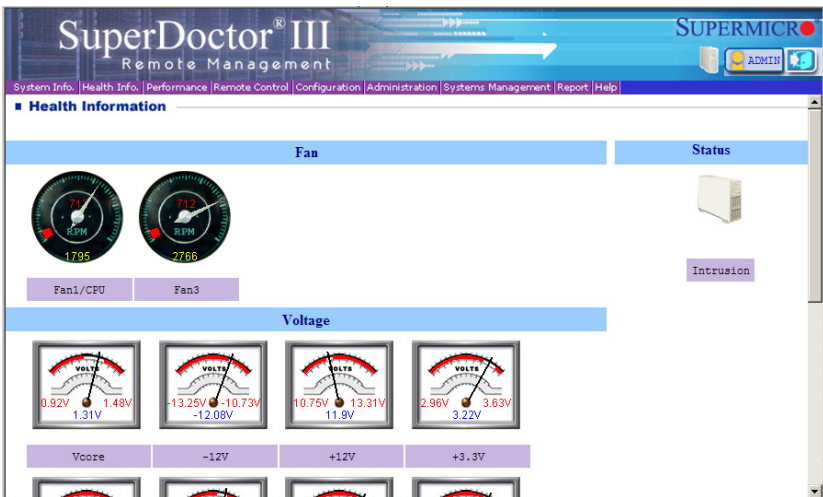 SuperDoctor® III
Remote Management
SUPERMICRO
ADMIN
System Info. Health Info. Performance Remote Control Configuration Administration Systems Management Report Help
Health Information
Fan
Status
712
RPM
1795
712
RPM
2766
Fan1/CPU
Fan3
Intrusion
Voltage
VOLTS
0.92V 1.48V
1.31V
VOLTS
-13.25V -10.73V
-12.08V
VOLTS
10.75V 13.31V
11.9V
VOLTS
2.96V 3.63V
3.22V
Vcore
-12V
+12V
+3.3V